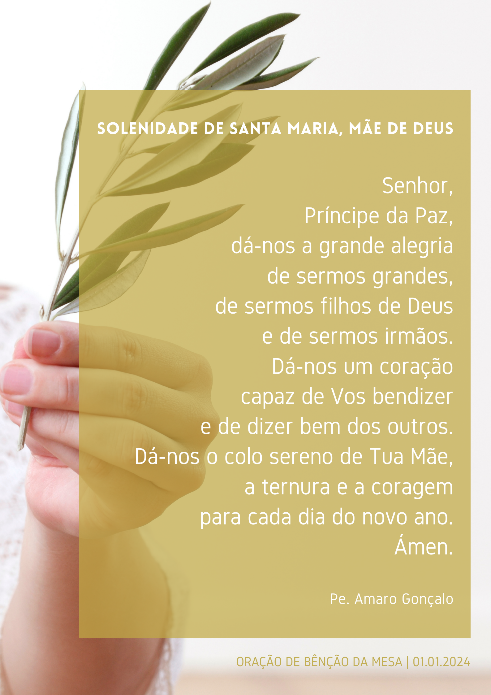 SOLENIDADE DE SANTA MARIA, MÃE DE DEUS
Senhor,
Príncipe da Paz,
dá-nos a grande alegria
de sermos grandes,
de sermos filhos de Deus
e de sermos irmãos.
Dá-nos um coração
capaz de Vos bendizer
e de dizer bem dos outros.
Dá-nos o colo sereno de Tua Mãe,
a ternura e a coragem
para cada dia do novo ano.
Ámen.
Pe. Amaro Gonçalo
ORAÇÃO DE BÊNÇÃO DA MESA | 01.01.2024